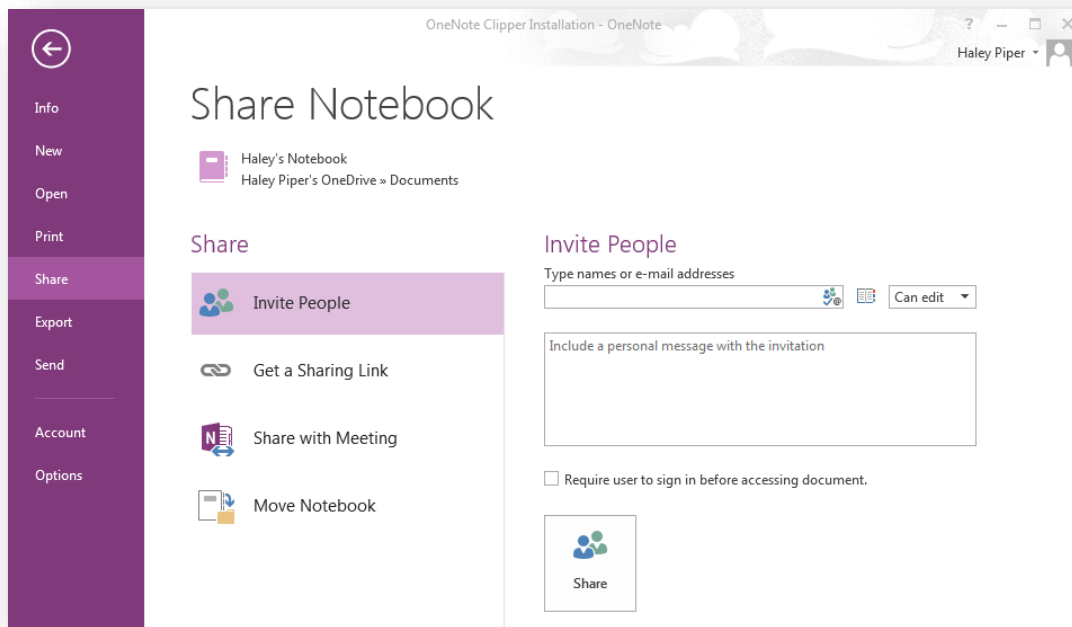 OneNote Clipper Installation - OneNote
?
Haley Piper
Info
New
Open
Print
Share
Export
Send
Account
Options
Share Notebook
Haley's Notebook
Haley Piper's OneDrive » Documents
Share
Invite People
Get a Sharing Link
N
Share with Meeting
Move Notebook
Invite People
Type names or e-mail addresses
@
Can edit
Include a personal message with the invitation
Require user to sign in before accessing document.
Share